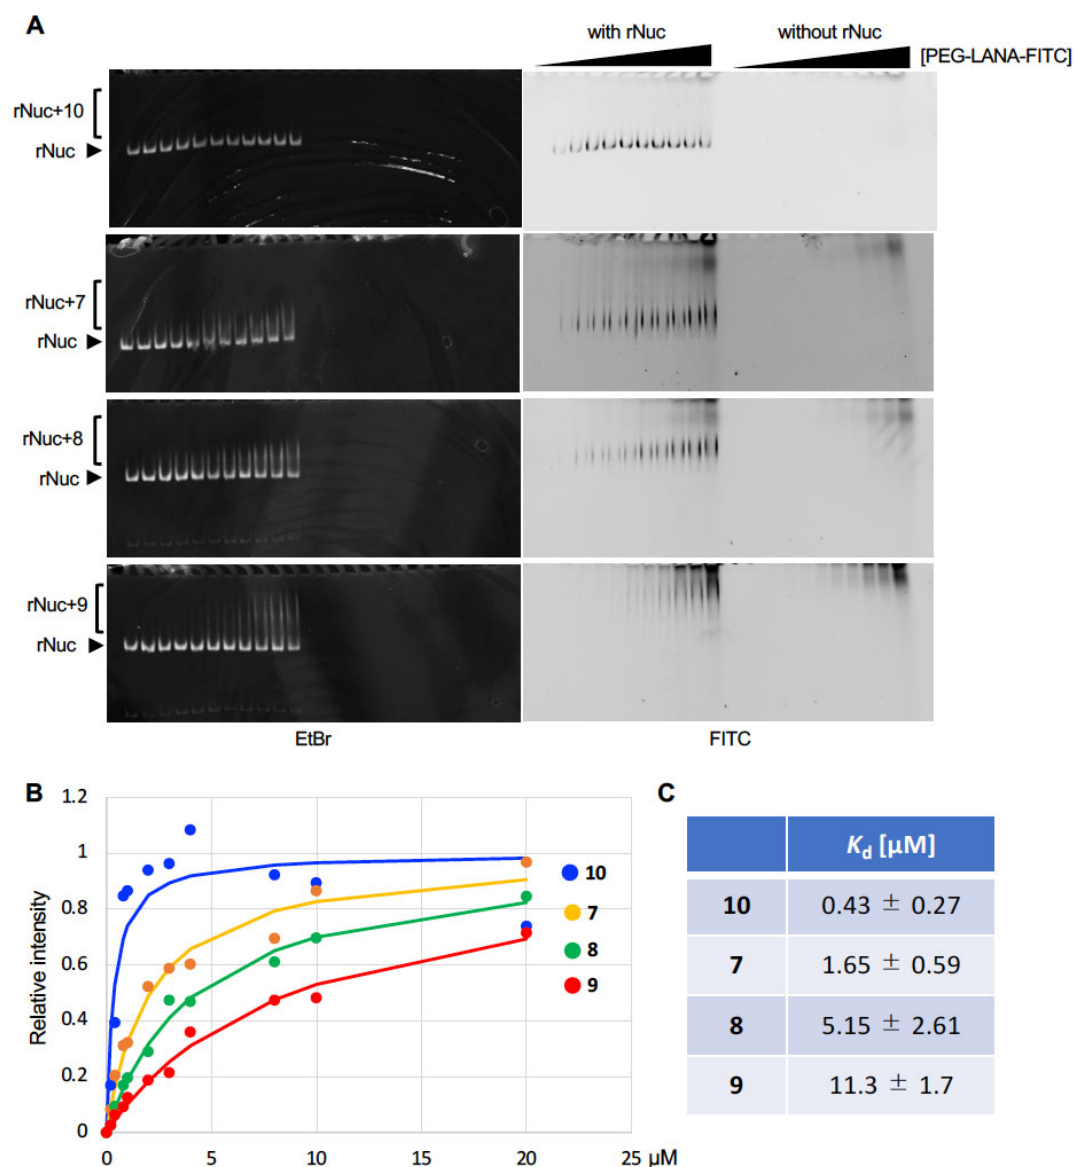 A
with rNuc
without rNuc
[PEG-LANA-FITC]
rNuc+10
rNuc
rNuc+7
rNuc
rNuc+8
rNuc
rNuc+9
rNuc
EtBr
FITC
B
1.2
1
0.8
0.6
0.4
0.2
0
Relative intensity
0
5
10
15
20
25
μM
10
7
8
9
C
Kd [μM]
10 0.43 ± 0.27
7 1.65 ± 0.59
8 5.15 ± 2.61
9 11.3 ± 1.7